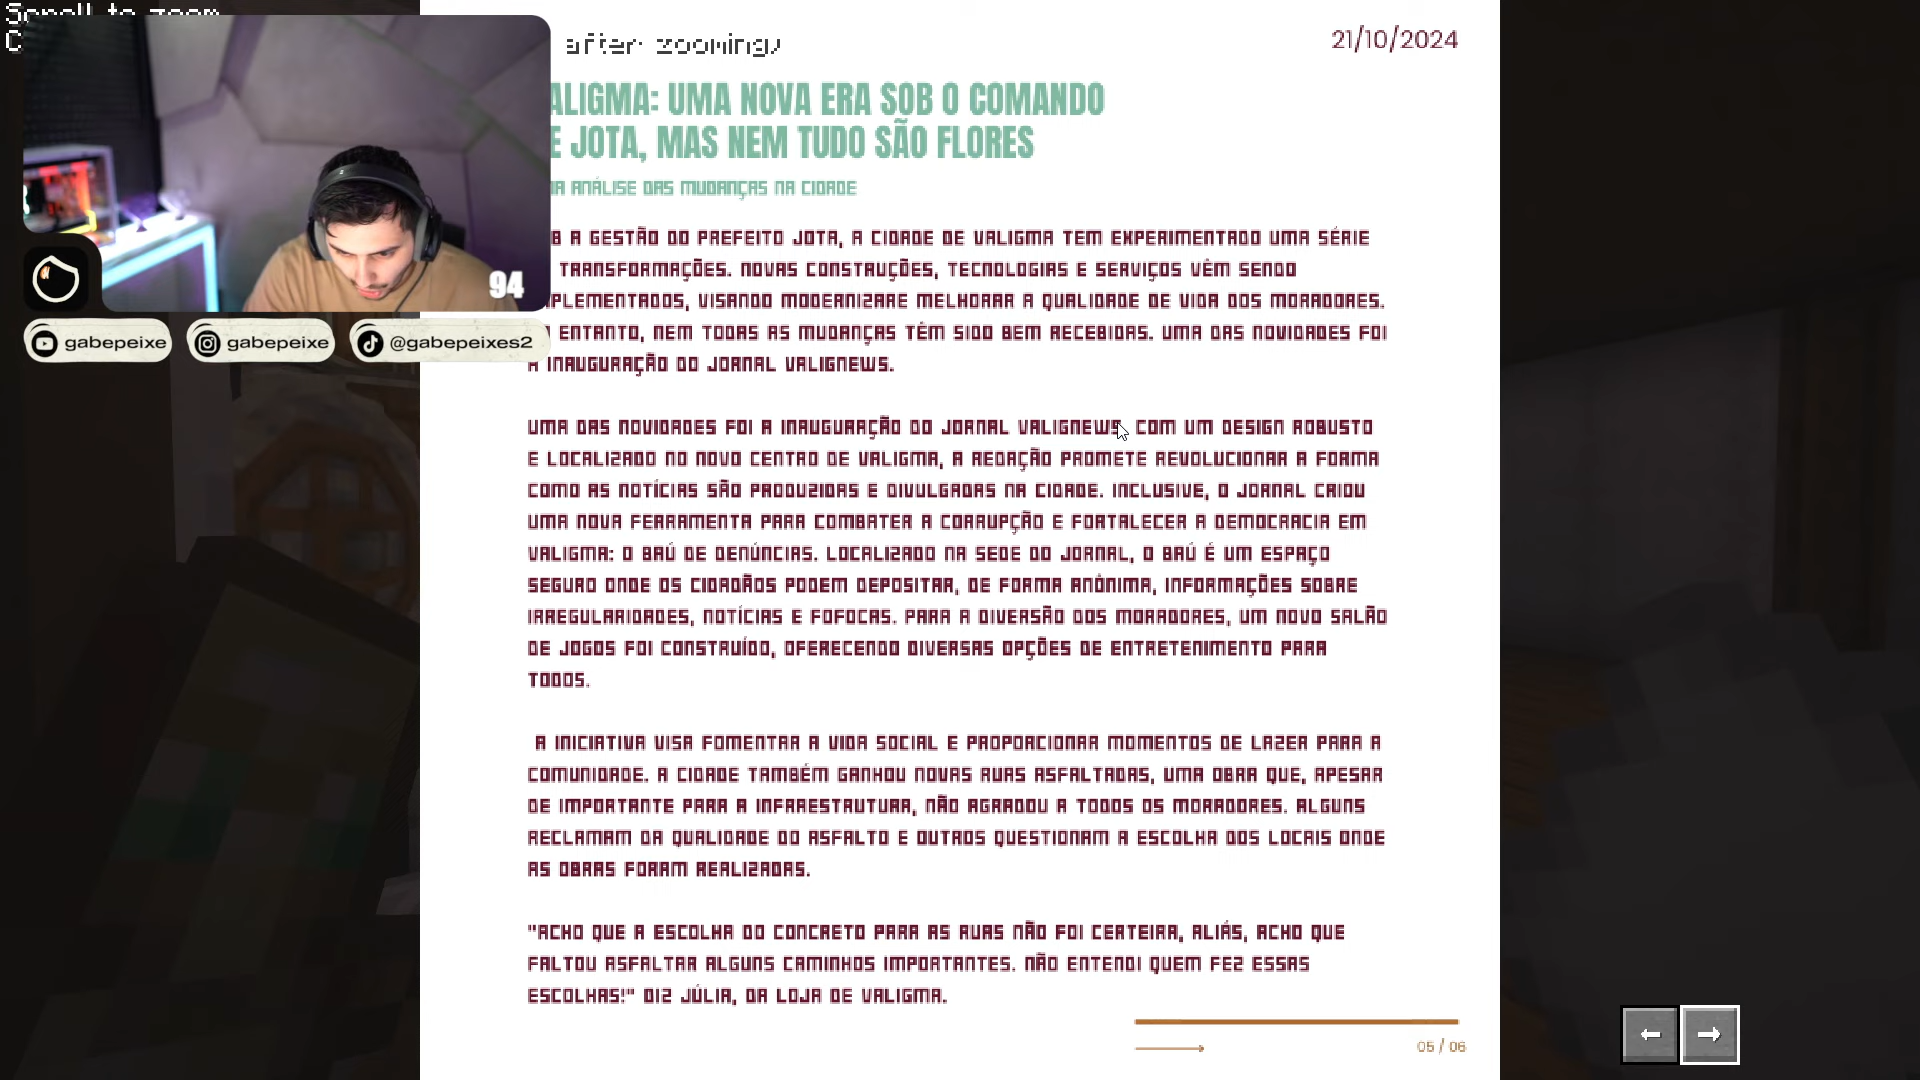 Scroll to zoom
after zooming)
21/10/2024
ALIGMA: UMA NOVA ERA SOB O COMANDO
E JOTA, MAS NEM TUDO SÃO FLORES
ANÁLISE DAS MUDANÇAS NA CIDADE
B A GESTÃO DO PREFEITO JOTA, A CIDADE DE VALIGMA TEM EXPERIMENTADO UMA SÉRIE
TRANSFORMAÇÕES. NOVAS CONSTRUÇÕES, TECNOLOGIAS E SERVIÇOS VÊM SENDO
PLEMENTADOS, VISANDO MODERNIZARE MELHORAR A QUALIDADE DE VIDA DOS MORADORES.
ENTANTO, NEM TODAS AS MUDANÇAS TÊM SIDO BEM RECEBIDAS. UMA DAS NOVIDADES FOI
A INAUGURAÇÃO DO JORNAL VALIGNEWS.
UMA DAS NOVIDADES FOI A INAUGURAÇÃO DO JORNAL VALIGNEWS, COM UM DESIGN ROBUSTO
E LOCALIZADO NO NOVO CENTRO DE VALIGMA, A REDAÇÃO PROMETE REVOLUCIONAR A FORMA
COMO AS NOTÍCIAS SÃO PRODUZIDAS E DIVULGADAS NA CIDADE. INCLUSIVE, O JORNAL CRIOU
UMA NOVA FERRAMENTA PARA COMBATER A CORRUPÇÃO E FORTALECER A DEMOCRACIA EM
VALIGMA: O BAÚ DE DENÚNCIAS. LOCALIZADO NA SEDE DO JORNAL, O BAÚ É UM ESPAÇO
SEGURO ONDE OS CIDADÃOS PODEM DEPOSITAR, DE FORMA ANÔNIMA, INFORMAÇÕES SOBRE
IRREGULARIDADES, NOTÍCIAS E FOFOCAS. PARA A DIVERSÃO DOS MORADORES, UM NOVO SALÃO
DE JOGOS FOI CONSTRUÍDO, OFERECENDO DIVERSAS OPÇÕES DE ENTRETENIMENTO PARA
TODOS.
A INICIATIVA VISA FOMENTAR A VIDA SOCIAL E PROPORCIONAR MOMENTOS DE LAZER PARA A
COMUNIDADE. A CIDADE TAMBÉM GANHOU NOVAS RUAS ASFALTADAS, UMA OBRA QUE, APESAR
DE IMPORTANTE PARA A INFRAESTRUTURA, NÃO AGRADOU A TODOS OS MORADORES. ALGUNS
RECLAMAM DA QUALIDADE DO ASFALTO E OUTROS QUESTIONAM A ESCOLHA DOS LOCAIS ONDE
AS OBRAS FORAM REALIZADAS.
"ACHO QUE A ESCOLHA DO CONCRETO PARA AS RUAS NÃO FOI CERTEIRA, ALIÁS, ACHO QUE
FALTOU ASFALTAR ALGUNS CAMINHOS IMPORTANTES. NÃO ENTENDI QUEM FEZ ESSAS
ESCOLHAS!" DIZ JÚLIA, DA LOJA DE VALIGMA.
05 / 06
94
gabepeixe
gabepeixe
@gabepeixes2